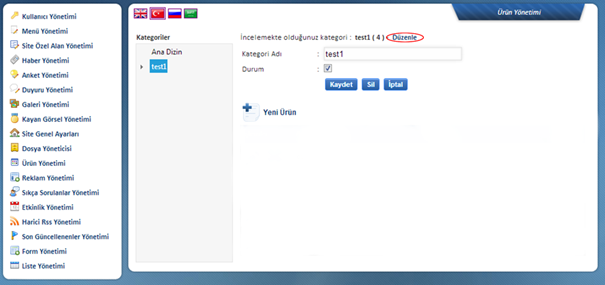 Kullanıcı Yönetimi
Menü Yönetimi
Site Özel Alan Yönetimi
Haber Yönetimi
Anket Yönetimi
Duyuru Yönetimi
Galeri Yönetimi
Kayan Görsel Yönetimi
Site Genel Ayarları
Dosya Yöneticisi
Ürün Yönetimi
Reklam Yönetimi
Sıkça Sorulanlar Yönetimi
Etkinlik Yönetimi
Harici Rss Yönetimi
Son Güncellenenler Yönetimi
Form Yönetimi
Liste Yönetimi
Ürün Yönetimi
Kategoriler
Ana Dizin
test1
İncelemekte olduğunuz kategori : test1 ( 4 ) Düzenle
Kategori Adı : test1
Durum :
Kaydet Sil İptal
Yeni Ürün